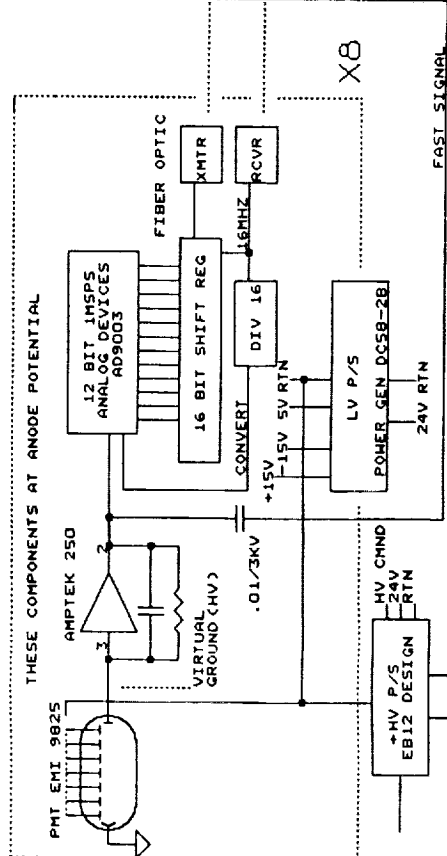 THESE COMPONENTS AT ANODE POTENTIAL
PMT EMI 9825
AMPTEK 250
3
2
VIRTUAL
GROUND(HV)
12 BIT 1MSPS
ANALOG DEVICES
AD9003
FIBER OPTIC
16 BIT SHIFT REG
XMTR
RCVR
16MHZ
CONVERT
DIV 16
.01/3KV
+15V
-15V
5V RTN
LV P/S
POWER GEN DC58-2B
24V RTN
X8
HV CMND
24V
RTN
+HV P/S
EB12 DESIGN
FAST SIGNAL